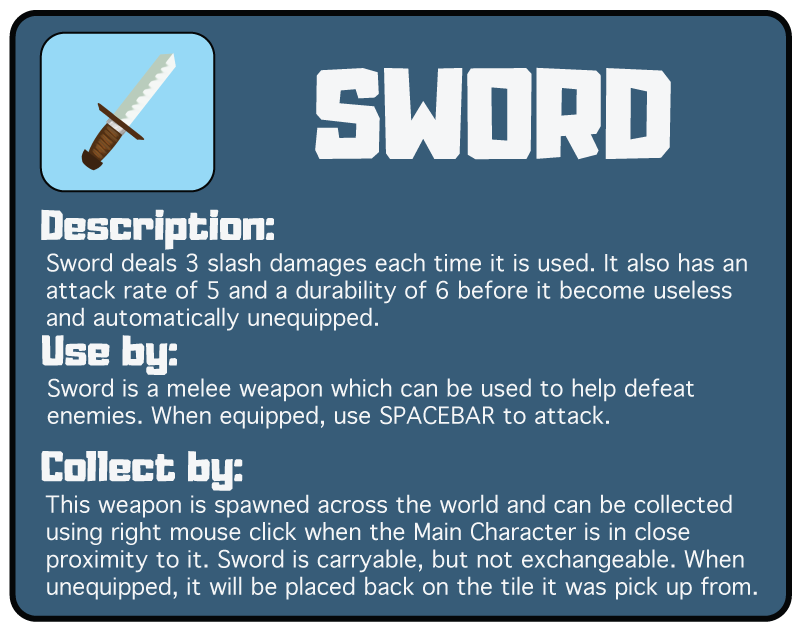 SWORD
Description:
Sword deals 3 slash damages each time it is used. It also has an
attack rate of 5 and a durability of 6 before it become useless
and automatically unequipped.
Use by:
Sword is a melee weapon which can be used to help defeat
enemies. When equipped, use SPACEBAR to attack.
Collect by:
This weapon is spawned across the world and can be collected
using right mouse click when the Main Character is in close
proximity to it. Sword is carryable, but not exchangeable. When
unequipped, it will be placed back on the tile it was pick up from.